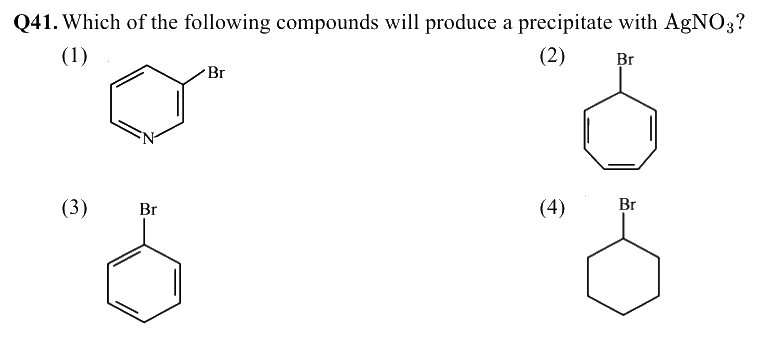 Q41. Which of the following compounds will produce a precipitate with AgNO₃?
(1)
(2)
Br
Br
N
(3)
Br
(4)
Br